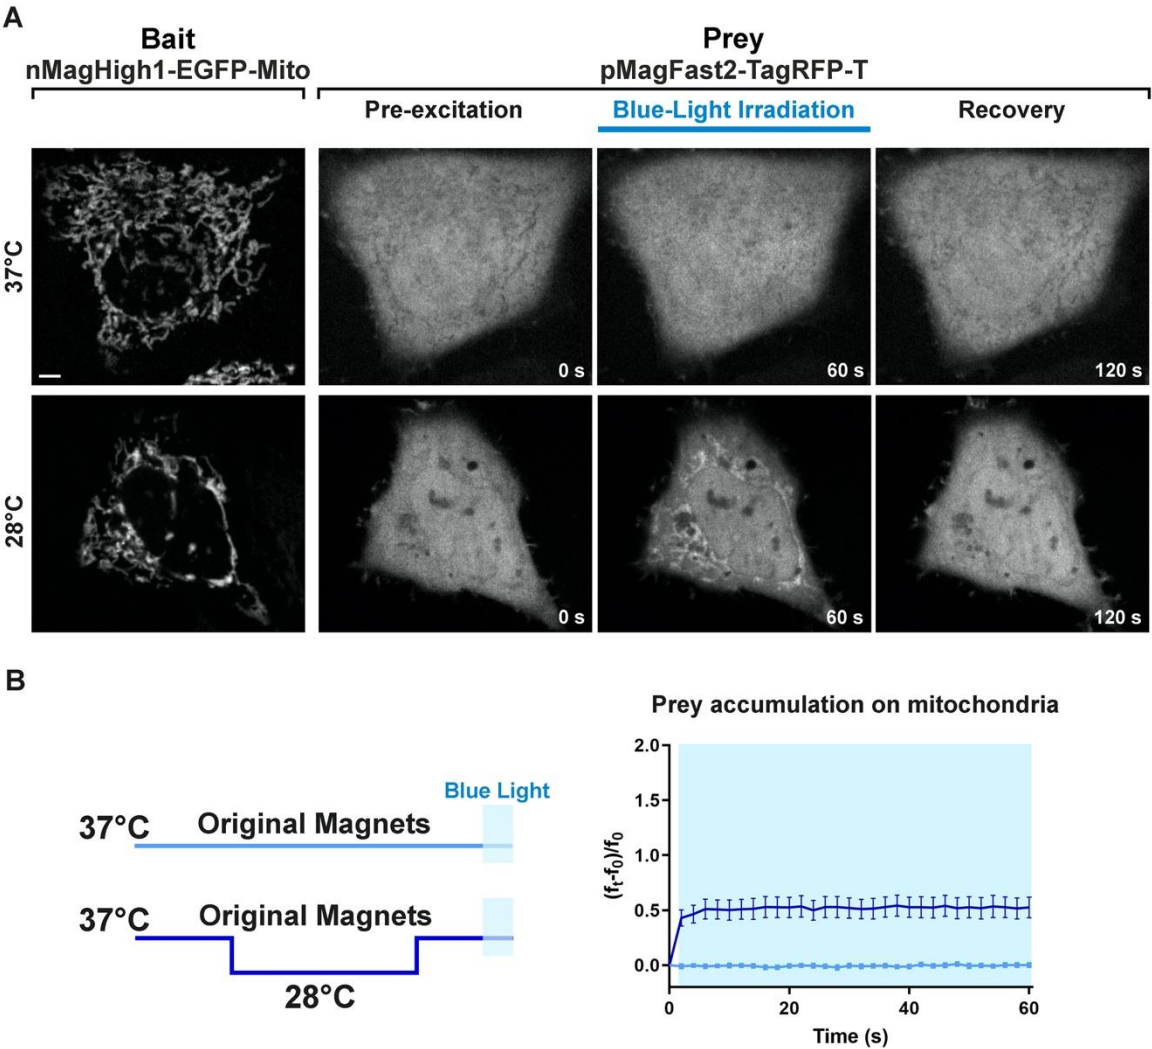 A
Bait
nMagHigh1-EGFP-Mito
Prey
pMagFast2-TagRFP-T
Pre-excitation
Blue-Light Irradiation
Recovery
37°C
0 s
60 s
120 s
28°C
0 s
60 s
120 s
B
Blue Light
37°C
Original Magnets
37°C
Original Magnets
28°C
Prey accumulation on mitochondria
(fₜ-f₀)/f₀
2.0
1.5
1.0
0.5
0.0
0
20
40
60
Time (s)